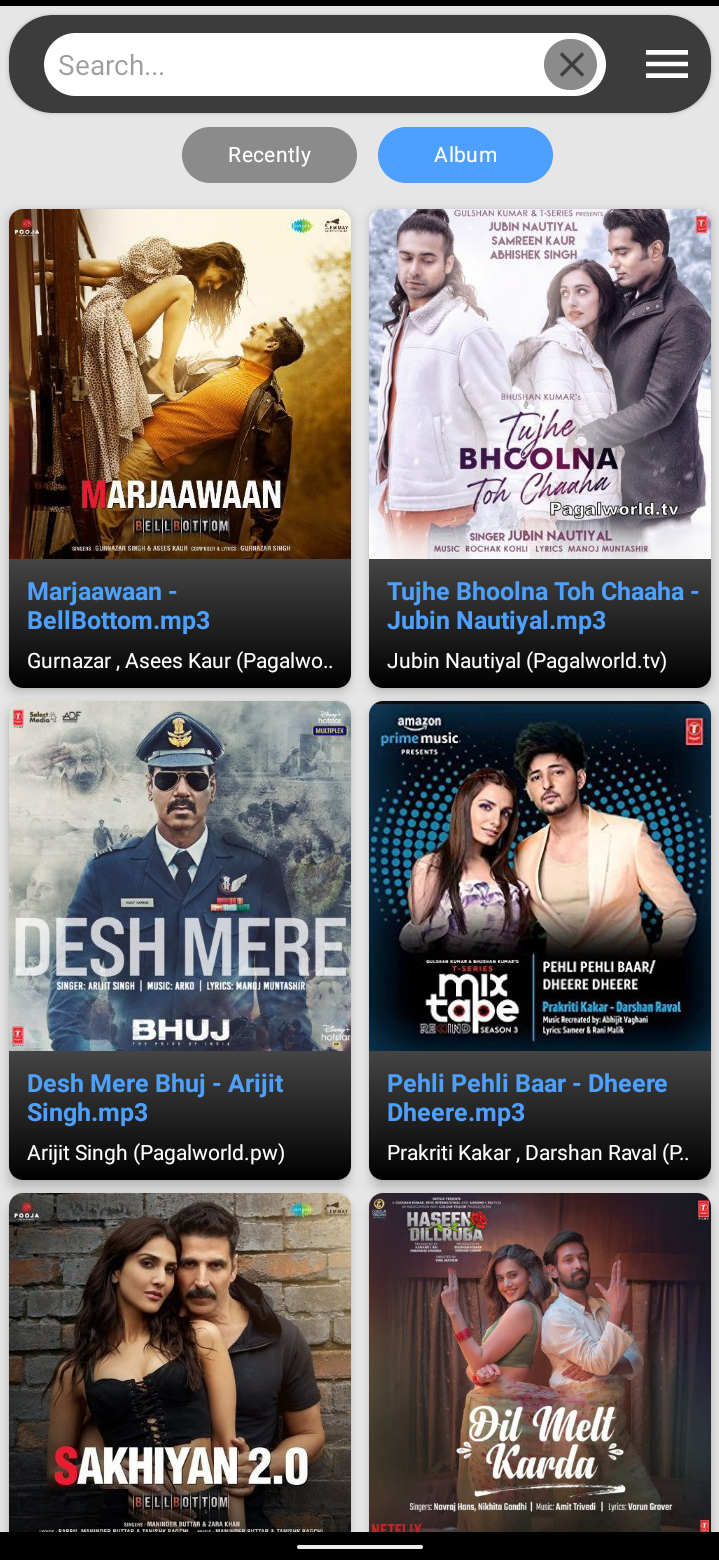 Search...
Recently
Album
POOJA
EMMAY
MARJAAWAAN
BELLBOTTOM
SINGERS : GURNAZAR SINGH & ASEES KAUR COMPOSER & LYRICS : GURNAZAR SINGH
Marjaawaan -
BellBottom.mp3
Gurnazar , Asees Kaur (Pagalwo..
GULSHAN KUMAR & T-SERIES PRESENTS
JUBIN NAUTIYAL
SAMREEN KAUR
ABHISHEK SINGH
BHUSHAN KUMAR's
Tujhe
BHOOLNA
Toh Chaaha
Pagalworld.tv
SINGER JUBIN NAUTIYAL
MUSIC ROCHAK KOHLI LYRICS MANOJ MUNTASHIR
Tujhe Bhoolna Toh Chaaha -
Jubin Nautiyal.mp3
Jubin Nautiyal (Pagalworld.tv)
Select Media
ADF
Disney+
hotstar
MULTIPLEX
DESH MERE
SINGER: ARIJIT SINGH | MUSIC: ARKO | LYRICS: MANOJ MUNTASHIR
BHUJ
THE PRIDE OF INDIA
Disney+
hotstar
Desh Mere Bhuj - Arijit
Singh.mp3
Arijit Singh (Pagalworld.pw)
amazon
prime music
PRESENTS
GULSHAN KUMAR & BHUSHAN KUMAR'S
T-SERIES
mix
tape
REWIND SEASON 3
PEHLI PEHLI BAAR/
DHEERE DHEERE
Prakriti Kakar - Darshan Raval
Music Recreated by: Abhijit Vaghani
Lyrics: Sameer & Rani Malik
Pehli Pehli Baar - Dheere
Dheere.mp3
Prakriti Kakar , Darshan Raval (P..
POOJA
EMMAY
SAKHIYAN 2.0
BELLBOTTOM
SINGERS : MANINDER BUTTAR & ZARA KHAN
HASEEN
DILLRUBA
Dil Melt
Karda
Singers: Navraj Hans, Nikhita Gandhi | Music: Amit Trivedi | Lyrics: Varun Grover
NETFLIX